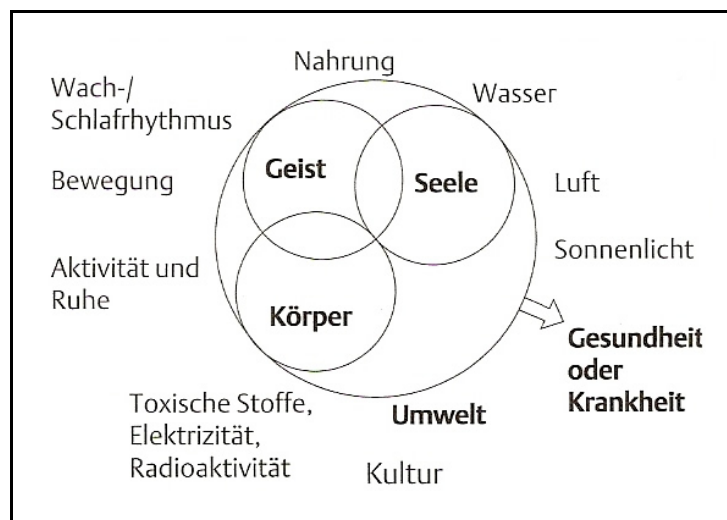 Nahrung
Wach-/
Schlafrhythmus
Wasser
Geist
Seele
Bewegung
Luft
Aktivität und
Ruhe
Sonnenlicht
Körper
Gesundheit
oder
Krankheit
Toxische Stoffe,
Elektrizität,
Radioaktivität
Umwelt
Kultur